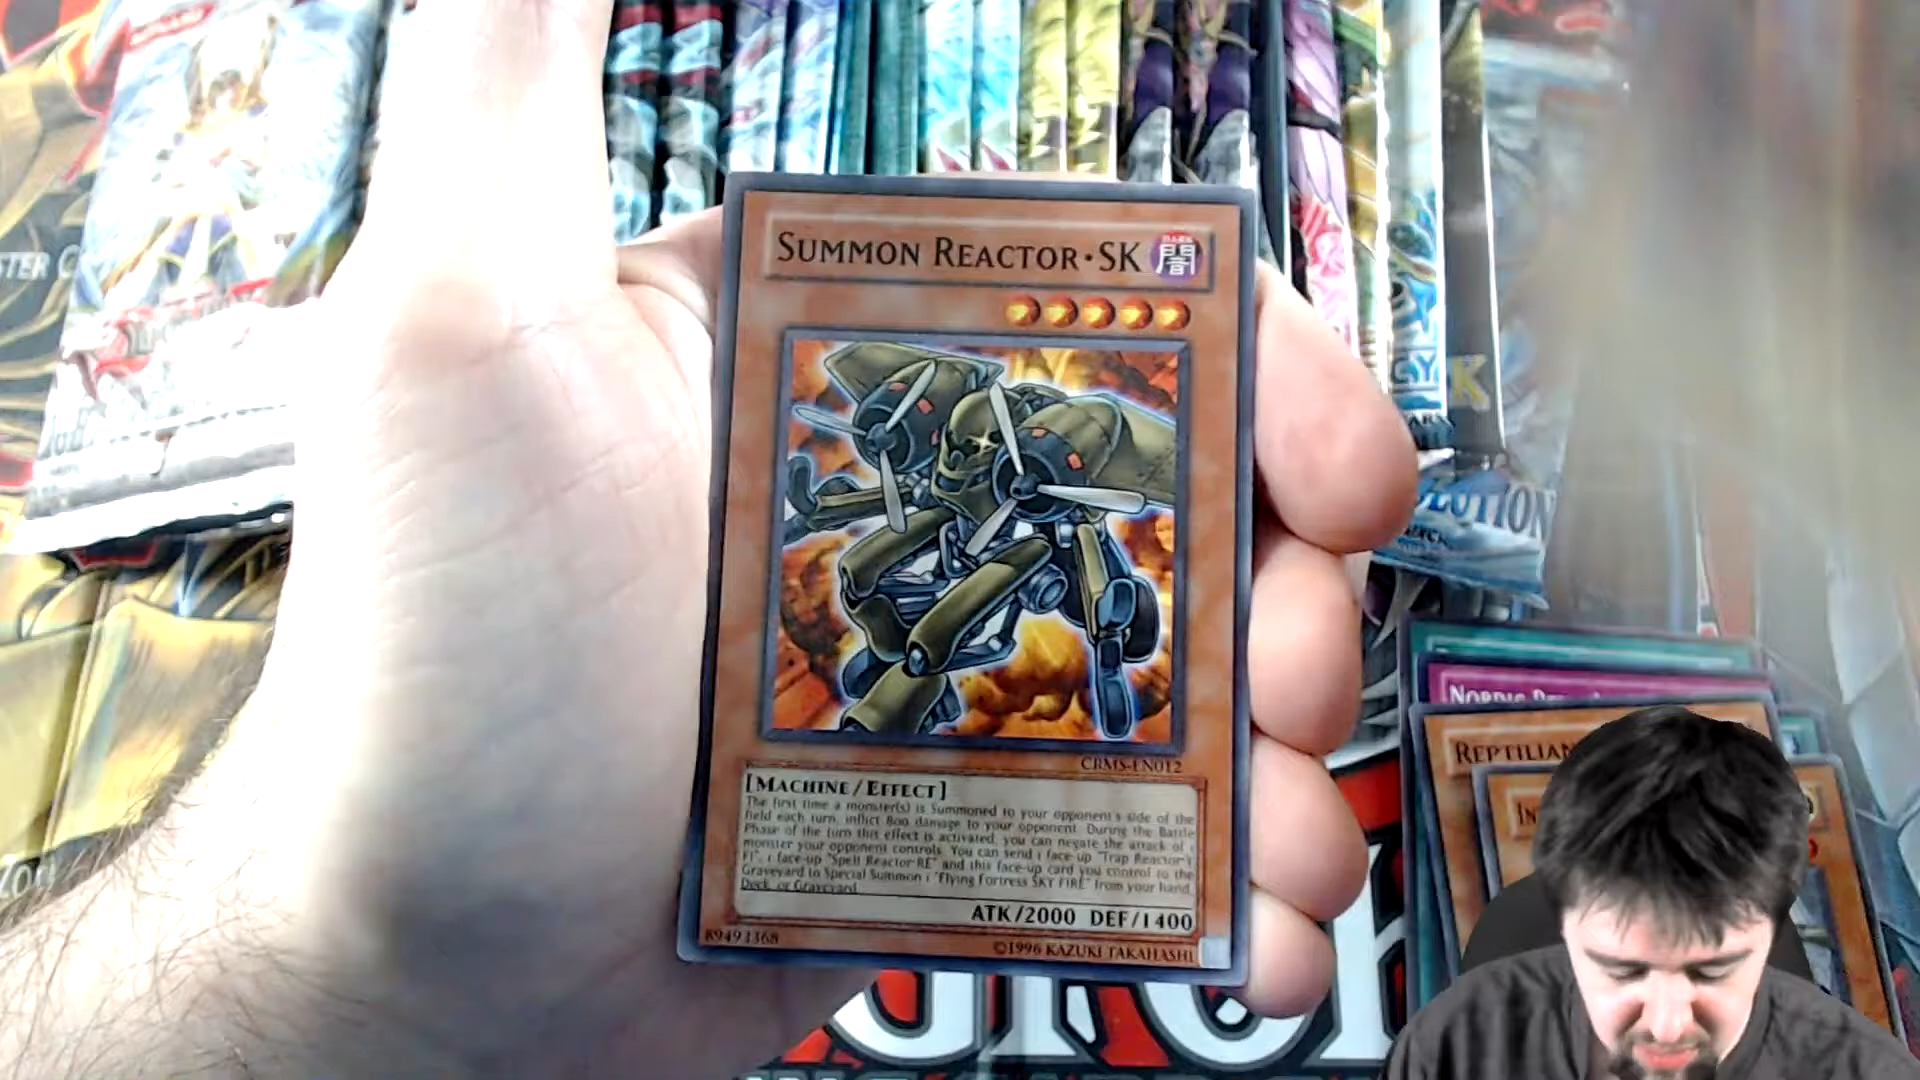 SUMMON REACTOR・SK
DARK
闇
CRMS-EN012
[MACHINE/EFFECT]
The first time a monster(s) is Summoned to your opponent's side of the
field each turn, inflict 800 damage to your opponent. During the Battle
Phase of the turn this effect is activated, you can negate the attack of 1
monster your opponent controls. You can send 1 face-up "Trap Reactor・Y
FI", 1 face-up "Spell Reactor・RE" and this face-up card you control to the
Graveyard to Special Summon 1 "Flying Fortress SKY FIRE" from your hand,
Deck, or Graveyard.
ATK/2000 DEF/1400
89493368
©1996 KAZUKI TAKAHASHI
NORDIC
REPTILIAN